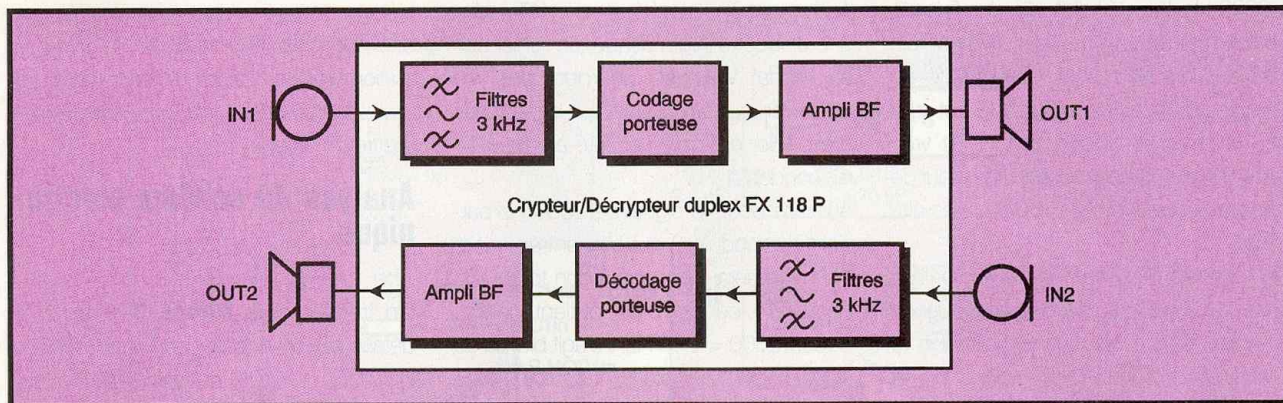 IN1
Filtres
3 kHz
Codage
porteuse
Ampli BF
OUT1
Crypteur/Décrypteur duplex FX 118 P
OUT2
Ampli BF
Décodage
porteuse
Filtres
3 kHz
IN2